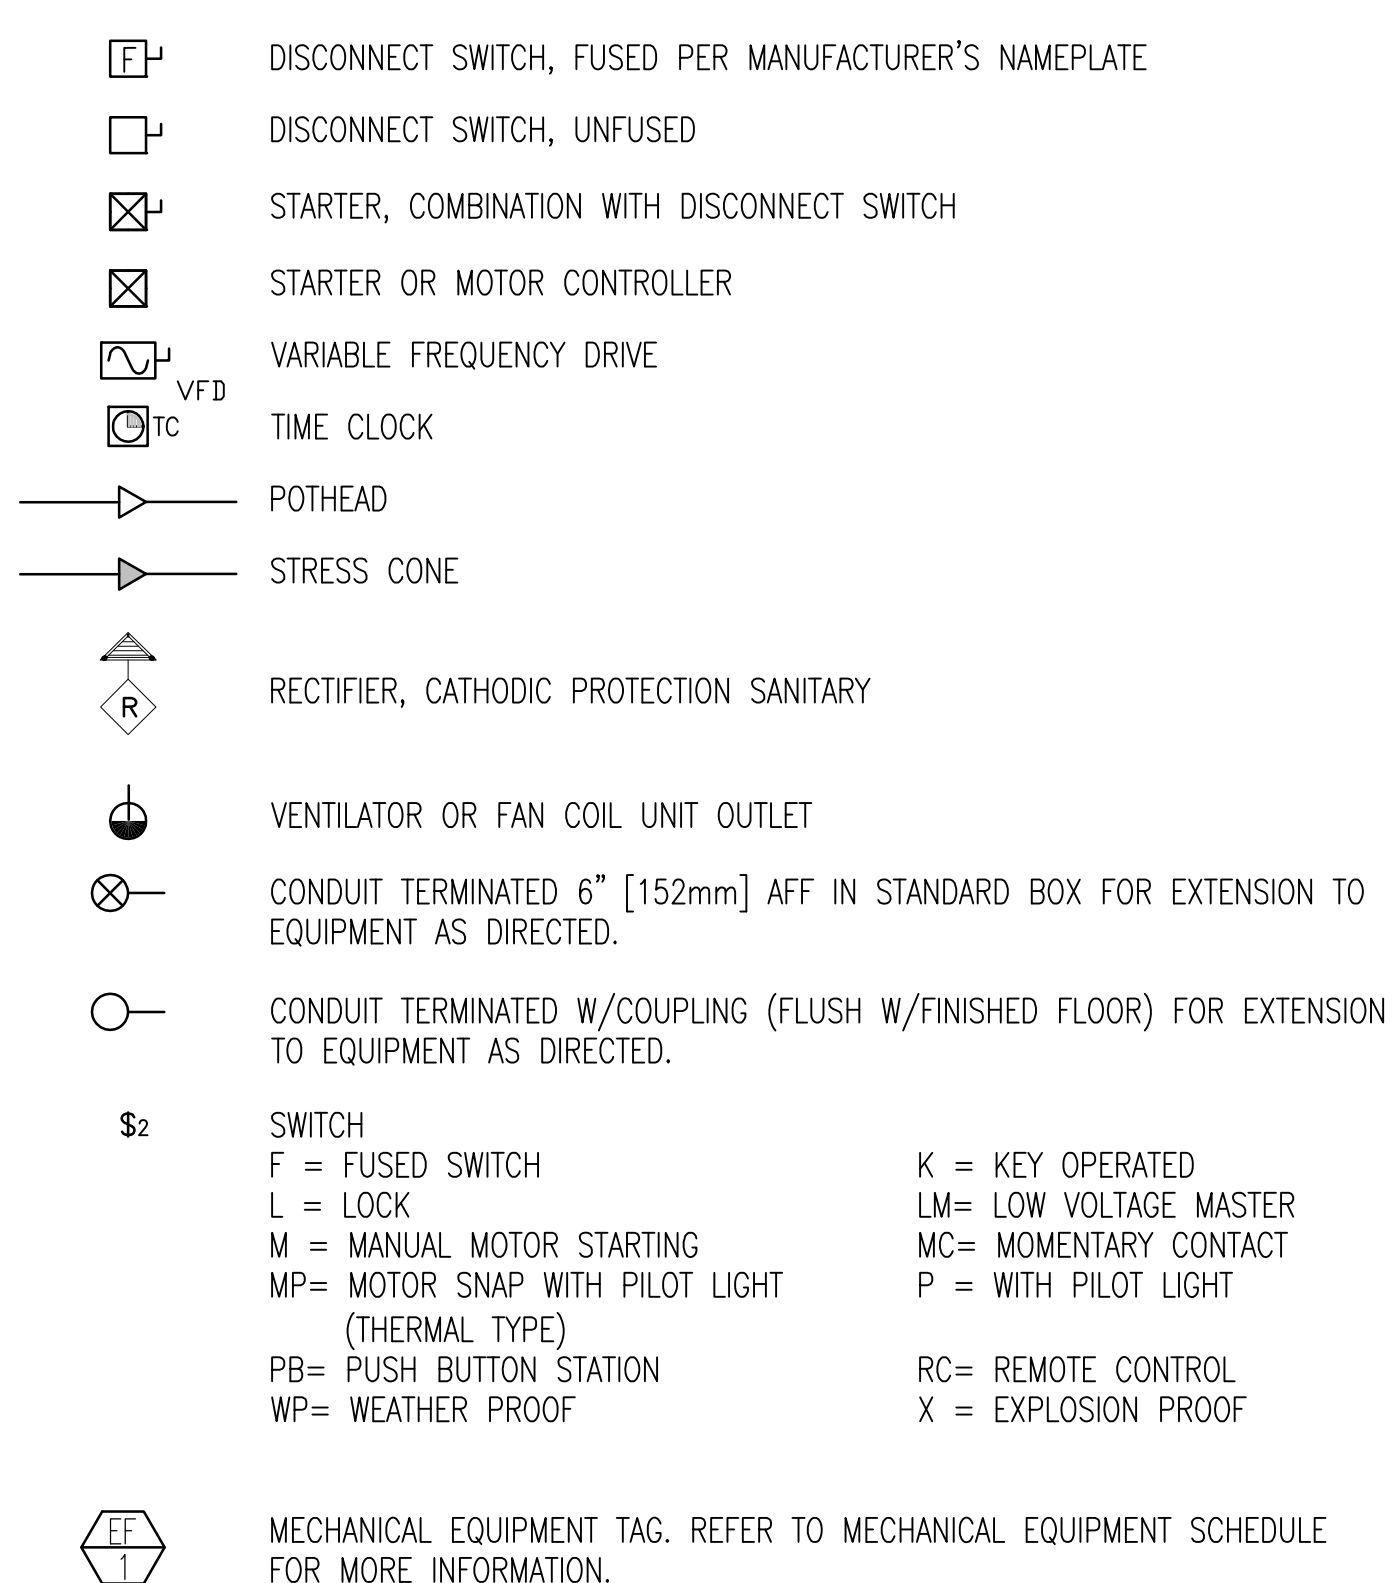 F DISCONNECT SWITCH, FUSED PER MANUFACTURER'S NAMEPLATE
DISCONNECT SWITCH, UNFUSED
STARTER, COMBINATION WITH DISCONNECT SWITCH
STARTER OR MOTOR CONTROLLER
VARIABLE FREQUENCY DRIVE
VFD
TC TIME CLOCK
POTHEAD
STRESS CONE
R RECTIFIER, CATHODIC PROTECTION SANITARY
VENTILATOR OR FAN COIL UNIT OUTLET
CONDUIT TERMINATED 6" [152mm] AFF IN STANDARD BOX FOR EXTENSION TO
EQUIPMENT AS DIRECTED.
CONDUIT TERMINATED W/COUPLING (FLUSH W/FINISHED FLOOR) FOR EXTENSION
TO EQUIPMENT AS DIRECTED.
$2 SWITCH
F = FUSED SWITCH K = KEY OPERATED
L = LOCK LM= LOW VOLTAGE MASTER
M = MANUAL MOTOR STARTING MC= MOMENTARY CONTACT
MP= MOTOR SNAP WITH PILOT LIGHT P = WITH PILOT LIGHT
(THERMAL TYPE)
PB= PUSH BUTTON STATION RC= REMOTE CONTROL
WP= WEATHER PROOF X = EXPLOSION PROOF
EF MECHANICAL EQUIPMENT TAG. REFER TO MECHANICAL EQUIPMENT SCHEDULE
1 FOR MORE INFORMATION.